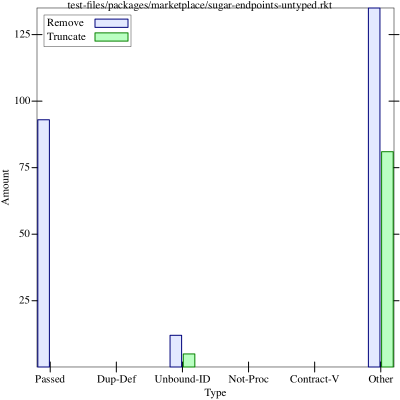 test-files/packages/marketplace/sugar-endpoints-untyped.rkt
Remove
Truncate
125
100
75
50
25
Amount
Passed Dup-Def Unbound-ID Not-Proc Contract-V Other
Type